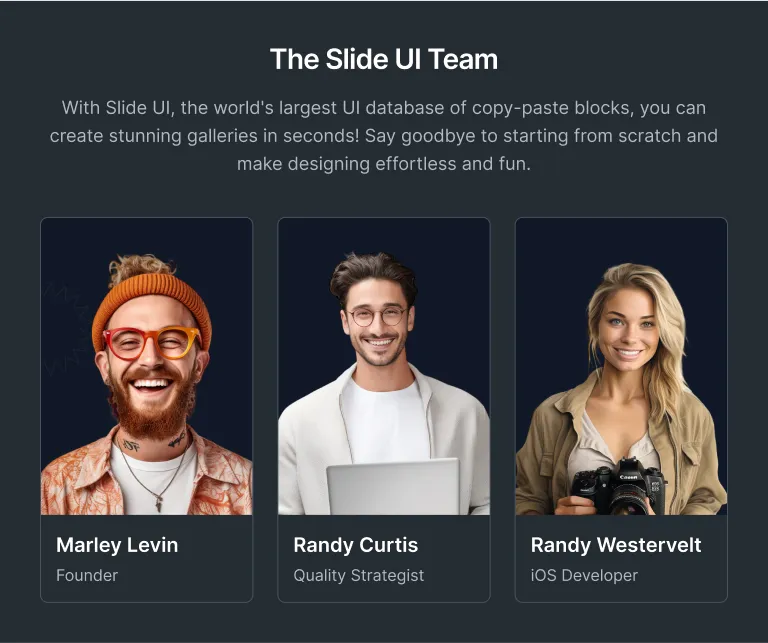 The Slide UI Team
With Slide UI, the world's largest UI database of copy-paste blocks, you can
create stunning galleries in seconds! Say goodbye to starting from scratch and
make designing effortless and fun.
Canon
Marley Levin
Founder
Randy Curtis
Quality Strategist
Randy Westervelt
iOS Developer